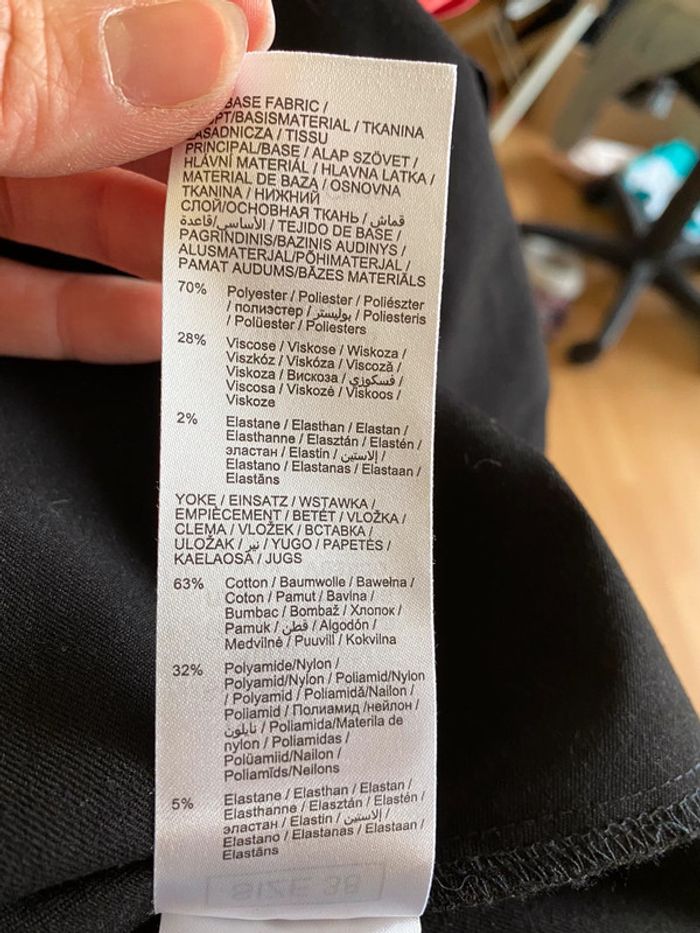 BASE FABRIC /
/BASISMATERIAL / TKANINA
ZASADNICZA / TISSU
PRINCIPAL/BASE / ALAP SZÖVET /
HLAVNÍ MATERIÁL / HLAVNA LATKA /
MATERIAL DE BAZA / OSNOVNA
TKANINA / НИЖНИЙ
СЛОЙ/ОСНОВНАЯ ТКАНЬ / قماش
الأساسي/قاعدة / TEJIDO DE BASE /
PAGRINDINIS/BAZINIS AUDINYS /
ALUSMATERJAL/PÕHIMATERJAL /
PAMAT AUDUMS/BĀZES MATERIĀLS
70% Polyester / Poliester / Poliészter
/ полиэстер / بوليستر / Poliesteris
/ Polüester / Poliesters
28% Viscose / Viskose / Wiskoza /
Viszkóz / Viskóza / Viscoză /
Viskoza / Вискоза / فسكوزي /
Viscosa / Viskozė / Viskoos /
Viskoze
2% Elastane / Elasthan / Elastan /
Elasthanne / Elasztán / Elastén /
эластан / Elastin / إلاستين /
Elastano / Elastanas / Elastaan /
Elastāns
YOKE / EINSATZ / WSTAWKA /
EMPIÈCEMENT / BETÉT / VLOŽKA /
CLEMA / VLOŽEK / ВСТАВКА /
ULOŽAK / نير / YUGO / PAPETĖS /
KAELAOSA / JUGS
63% Cotton / Baumwolle / Bawełna /
Coton / Pamut / Bavlna /
Bumbac / Bombaž / Хлопок /
Pamuk / قطن / Algodón /
Medvilnė / Puuvill / Kokvilna
32% Polyamide/Nylon /
Polyamid/Nylon / Poliamid/Nylon
/ Polyamid / Poliamidă/Nailon /
Poliamid / Полиамид /нейлон /
نايلون / Poliamida/Materila de
nylon / Poliamidas /
Polüamiid/Nailon /
Poliamīds/Neilons
5% Elastane / Elasthan / Elastan /
Elasthanne / Elasztán / Elastén /
эластан / Elastin / إلاستين /
Elastano / Elastanas / Elastaan /
Elastāns
SIZE 38